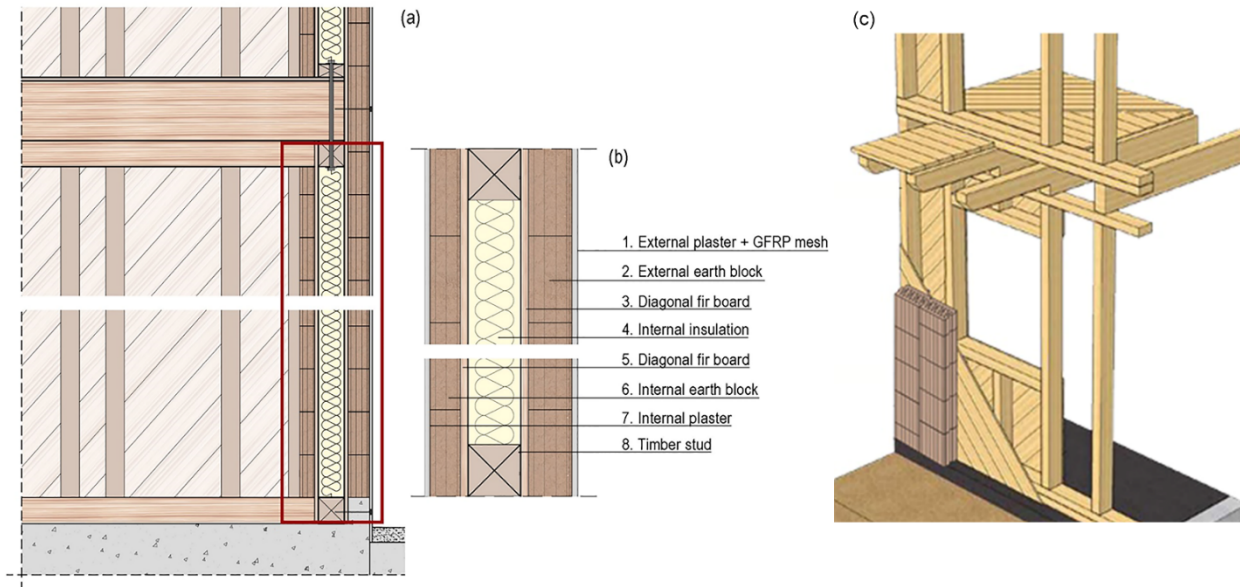 (a)
(b)
1. External plaster + GFRP mesh
2. External earth block
3. Diagonal fir board
4. Internal insulation
5. Diagonal fir board
6. Internal earth block
7. Internal plaster
8. Timber stud
(c)